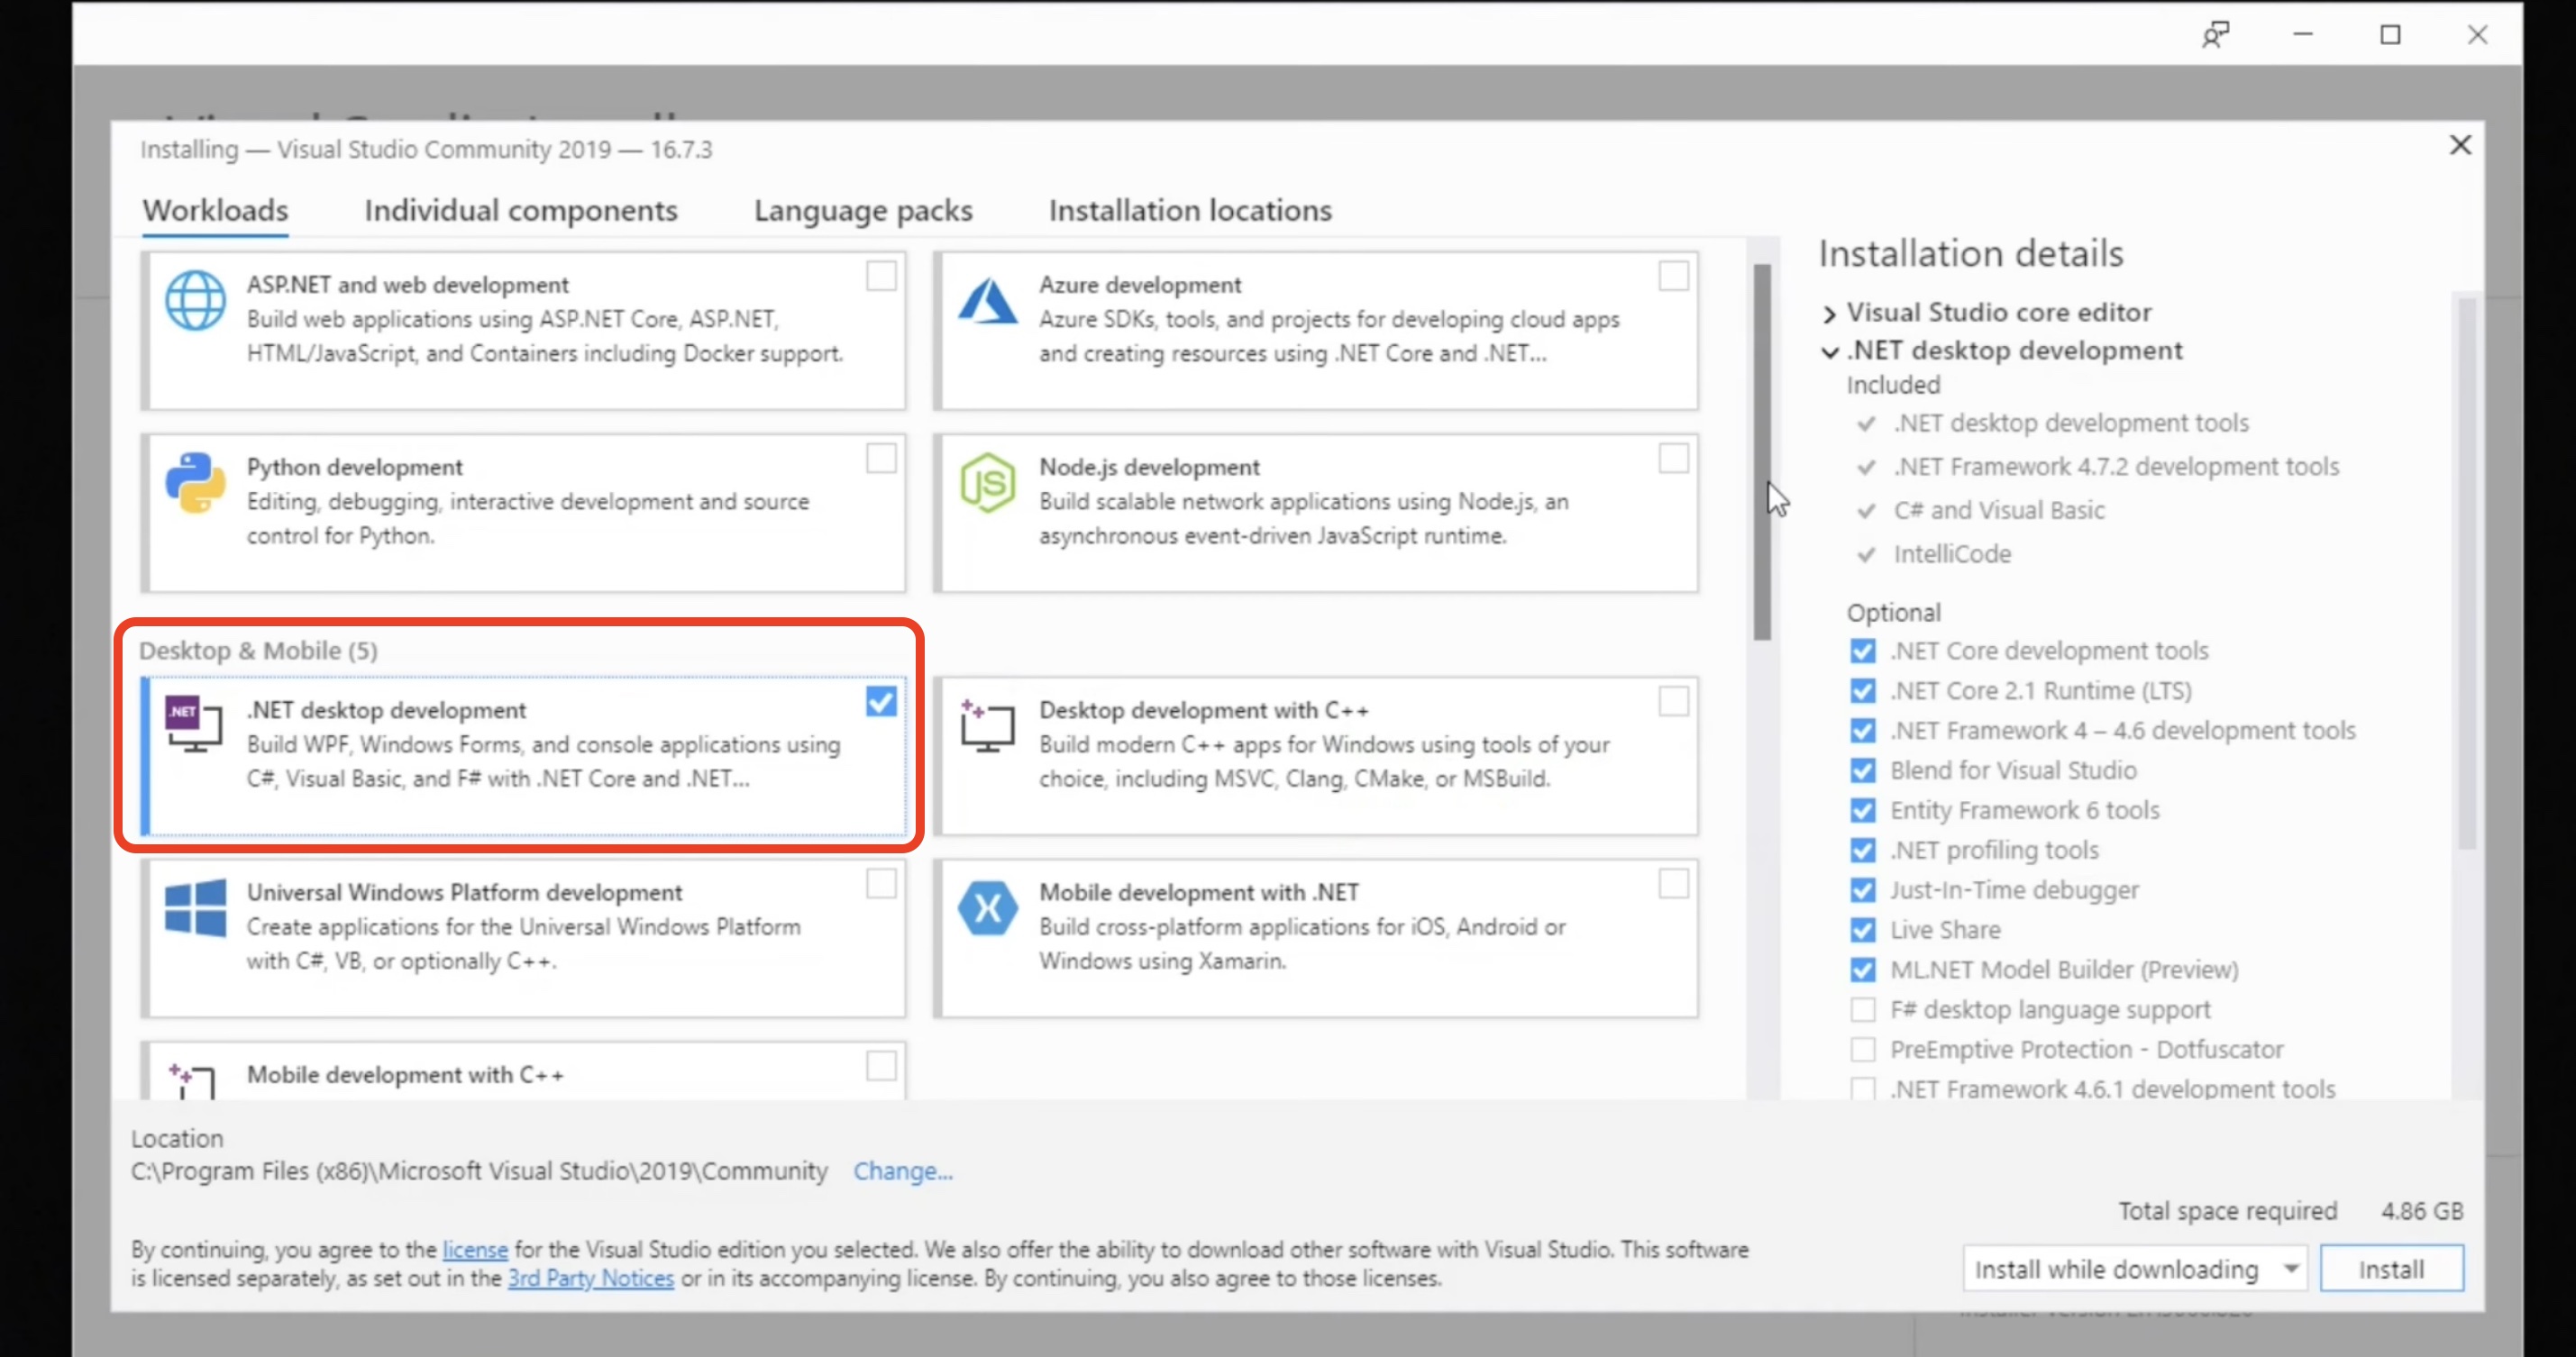 Installing — Visual Studio Community 2019 — 16.7.3
Workloads
Individual components
Language packs
Installation locations
ASP.NET and web development
Build web applications using ASP.NET Core, ASP.NET,
HTML/JavaScript, and Containers including Docker support.
Azure development
Azure SDKs, tools, and projects for developing cloud apps
and creating resources using .NET Core and .NET...
Python development
Editing, debugging, interactive development and source
control for Python.
JS
Node.js development
Build scalable network applications using Node.js, an
asynchronous event-driven JavaScript runtime.
Desktop & Mobile (5)
.NET
.NET desktop development
Build WPF, Windows Forms, and console applications using
C#, Visual Basic, and F# with .NET Core and .NET...
Desktop development with C++
Build modern C++ apps for Windows using tools of your
choice, including MSVC, Clang, CMake, or MSBuild.
Universal Windows Platform development
Create applications for the Universal Windows Platform
with C#, VB, or optionally C++.
Mobile development with .NET
Build cross-platform applications for iOS, Android or
Windows using Xamarin.
Mobile development with C++
Installation details
Visual Studio core editor
.NET desktop development
Included
.NET desktop development tools
.NET Framework 4.7.2 development tools
C# and Visual Basic
IntelliCode
Optional
.NET Core development tools
.NET Core 2.1 Runtime (LTS)
.NET Framework 4 – 4.6 development tools
Blend for Visual Studio
Entity Framework 6 tools
.NET profiling tools
Just-In-Time debugger
Live Share
ML.NET Model Builder (Preview)
F# desktop language support
PreEmptive Protection - Dotfuscator
.NET Framework 4.6.1 development tools
Location
C:\Program Files (x86)\Microsoft Visual Studio\2019\Community Change...
By continuing, you agree to the license for the Visual Studio edition you selected. We also offer the ability to download other software with Visual Studio. This software
is licensed separately, as set out in the 3rd Party Notices or in its accompanying license. By continuing, you also agree to those licenses.
Total space required 4.86 GB
Install while downloading
Install